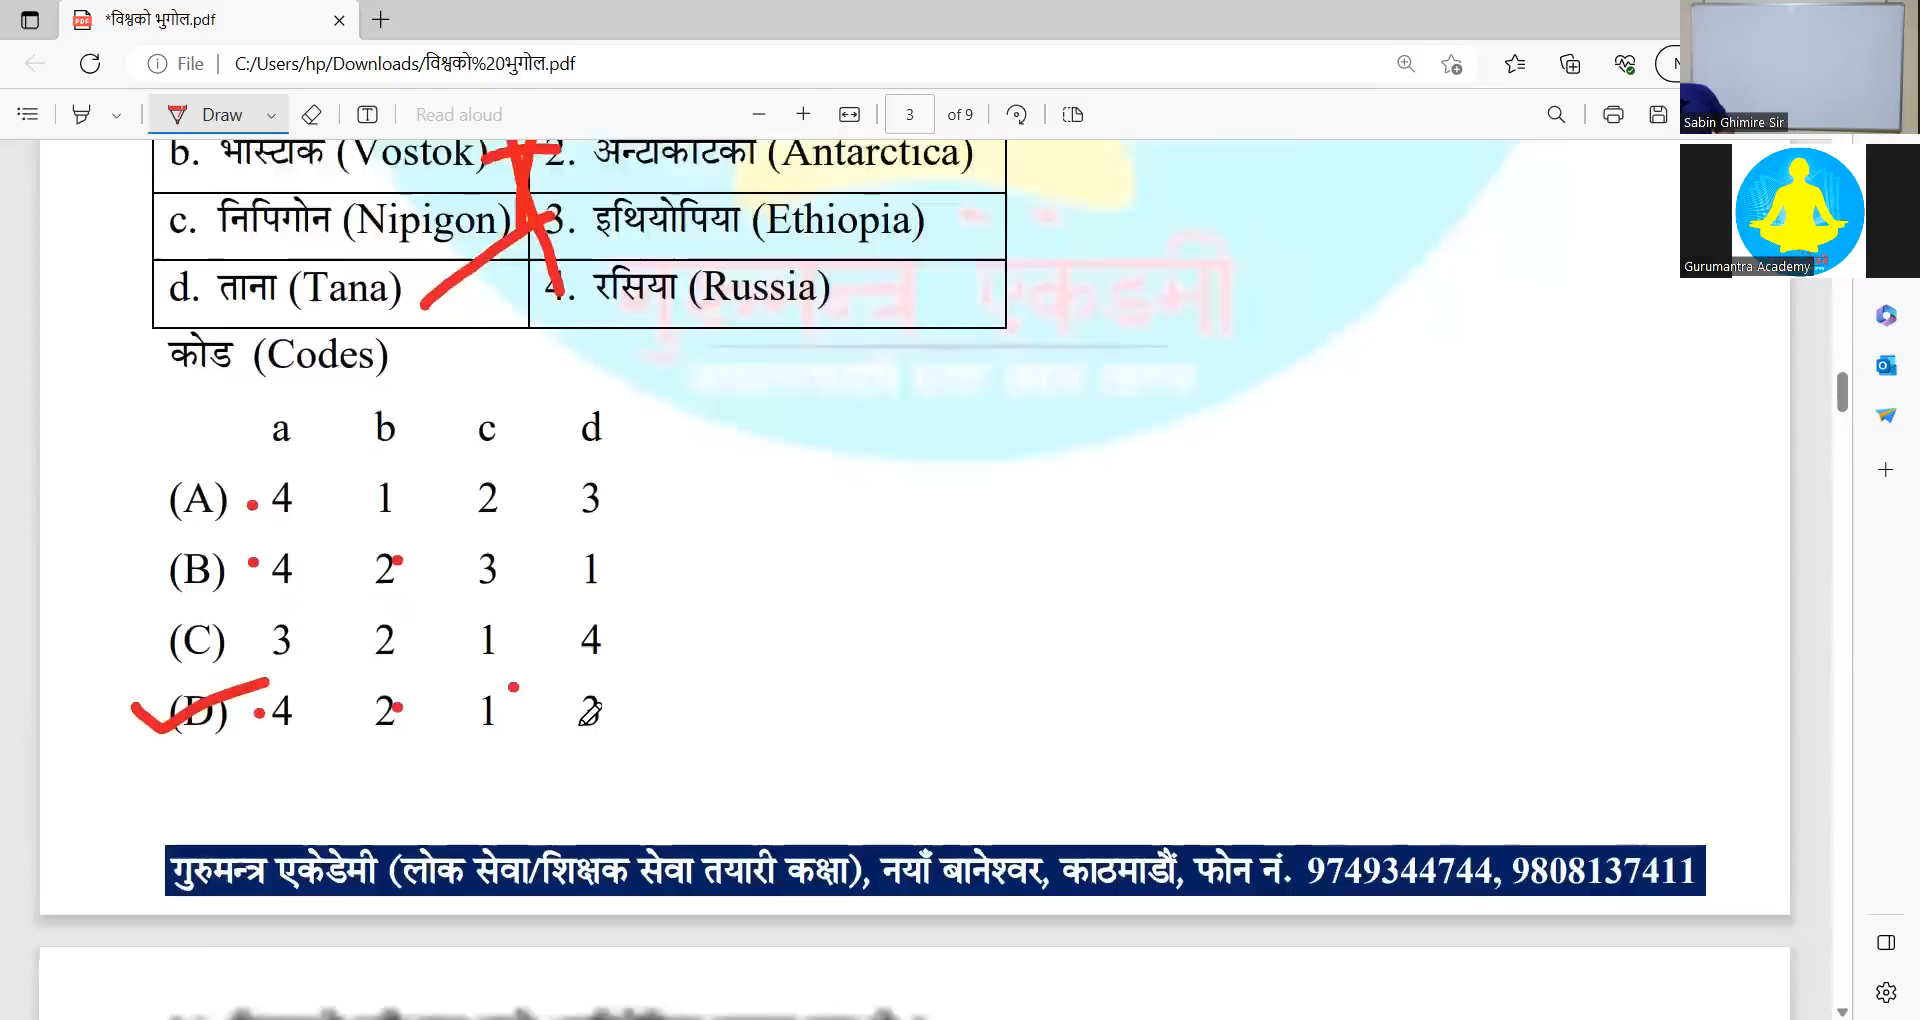 *विश्वको भुगोल.pdf
File C:/Users/hp/Downloads/विश्वको%20भुगोल.pdf
Draw Read aloud 3 of 9
Sabin Ghimire Sir
Gurumantra Academy
b. भोस्टोक (Vostok) 2. अन्टार्कटिका (Antarctica)
c. निपिगोन (Nipigon) 3. इथियोपिया (Ethiopia)
d. ताना (Tana) 4. रसिया (Russia)
गुरुमन्त्र एकेडेमी
कोड (Codes)
a b c d
(A) 4 1 2 3
(B) 4 2 3 1
(C) 3 2 1 4
(D) 4 2 1 3
गुरुमन्त्र एकेडेमी (लोक सेवा/शिक्षक सेवा तयारी कक्षा), नयाँ बानेश्वर, काठमाडौं, फोन नं. 9749344744, 9808137411